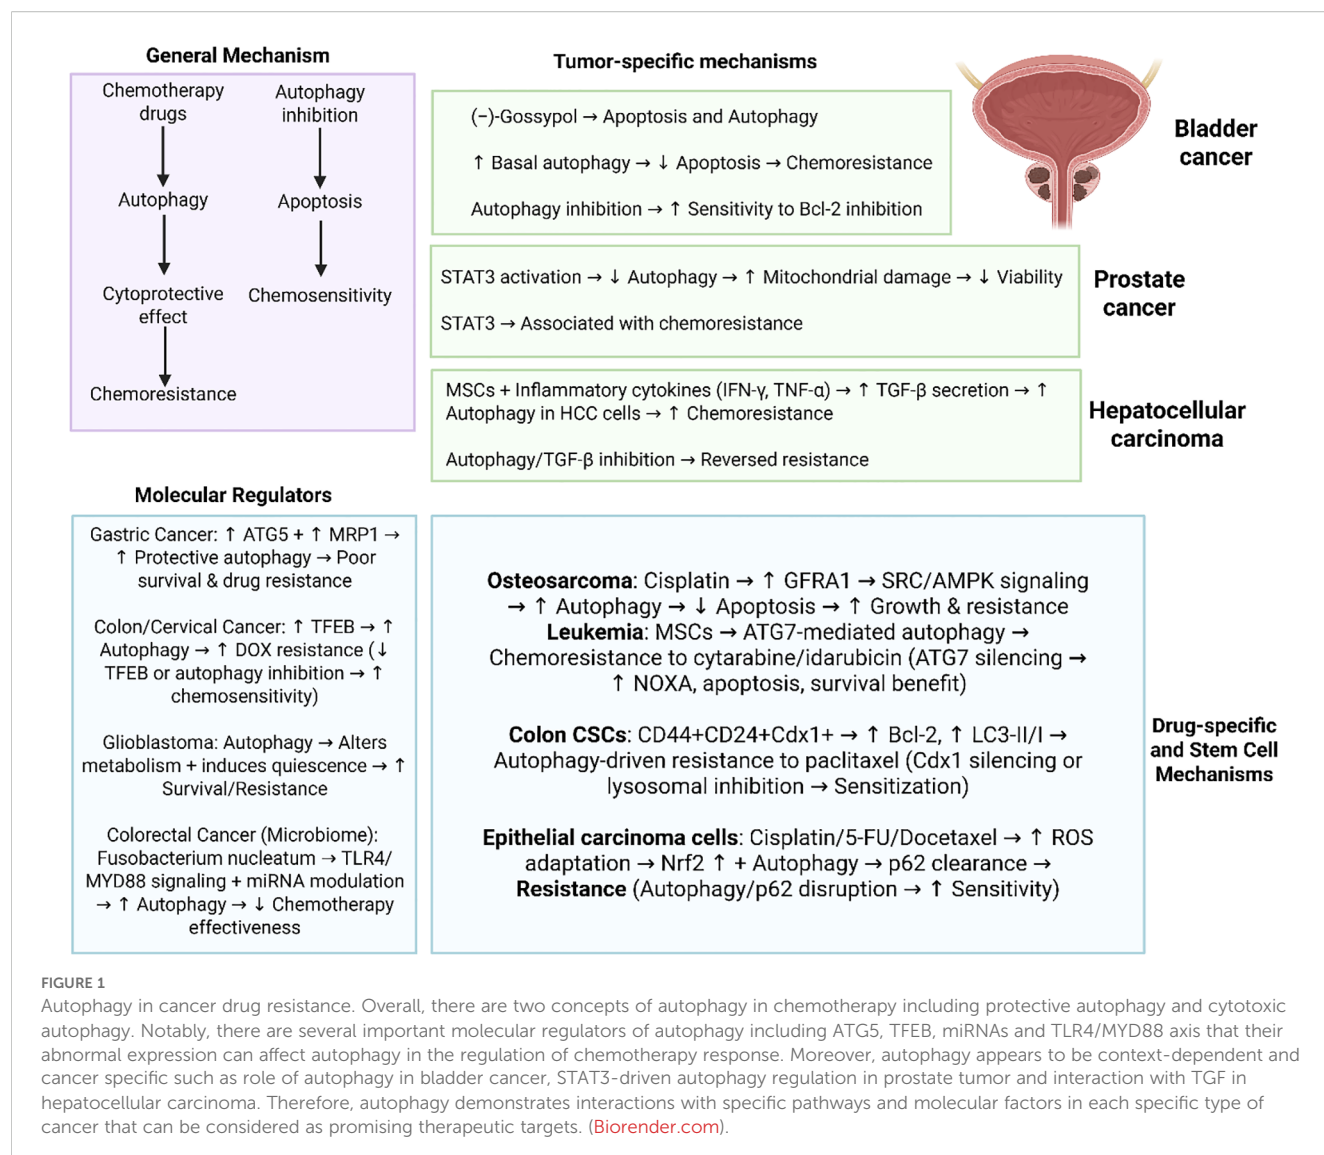 General Mechanism
Chemotherapy
drugs
Autophagy
Cytoprotective
effect
Chemoresistance
Autophagy
inhibition
Apoptosis
Chemosensitivity
Tumor-specific mechanisms
(−)-Gossypol → Apoptosis and Autophagy
↑ Basal autophagy → ↓ Apoptosis → Chemoresistance
Autophagy inhibition → ↑ Sensitivity to Bcl-2 inhibition
Bladder
cancer
STAT3 activation → ↓ Autophagy → ↑ Mitochondrial damage → ↓ Viability
STAT3 → Associated with chemoresistance
Prostate
cancer
MSCs + Inflammatory cytokines (IFN-γ, TNF-α) → ↑ TGF-β secretion → ↑
Autophagy in HCC cells → ↑ Chemoresistance
Autophagy/TGF-β inhibition → Reversed resistance
Hepatocellular
carcinoma
Molecular Regulators
Gastric Cancer: ↑ ATG5 + ↑ MRP1 →
↑ Protective autophagy → Poor
survival & drug resistance
Colon/Cervical Cancer: ↑ TFEB → ↑
Autophagy → ↑ DOX resistance (↓
TFEB or autophagy inhibition → ↑
chemosensitivity)
Glioblastoma: Autophagy → Alters
metabolism + induces quiescence → ↑
Survival/Resistance
Colorectal Cancer (Microbiome):
Fusobacterium nucleatum → TLR4/
MYD88 signaling + miRNA modulation
→ ↑ Autophagy → ↓ Chemotherapy
effectiveness
Osteosarcoma: Cisplatin → ↑ GFRA1 → SRC/AMPK signaling
→ ↑ Autophagy → ↓ Apoptosis → ↑ Growth & resistance
Leukemia: MSCs → ATG7-mediated autophagy →
Chemoresistance to cytarabine/idarubicin (ATG7 silencing →
↑ NOXA, apoptosis, survival benefit)
Colon CSCs: CD44+CD24+Cdx1+ → ↑ Bcl-2, ↑ LC3-II/I →
Autophagy-driven resistance to paclitaxel (Cdx1 silencing or
lysosomal inhibition → Sensitization)
Epithelial carcinoma cells: Cisplatin/5-FU/Docetaxel → ↑ ROS
adaptation → Nrf2 ↑ + Autophagy → p62 clearance →
Resistance (Autophagy/p62 disruption → ↑ Sensitivity)
Drug-specific
and Stem Cell
Mechanisms
FIGURE 1
Autophagy in cancer drug resistance. Overall, there are two concepts of autophagy in chemotherapy including protective autophagy and cytotoxic
autophagy. Notably, there are several important molecular regulators of autophagy including ATG5, TFEB, miRNAs and TLR4/MYD88 axis that their
abnormal expression can affect autophagy in the regulation of chemotherapy response. Moreover, autophagy appears to be context-dependent and
cancer specific such as role of autophagy in bladder cancer, STAT3-driven autophagy regulation in prostate tumor and interaction with TGF in
hepatocellular carcinoma. Therefore, autophagy demonstrates interactions with specific pathways and molecular factors in each specific type of
cancer that can be considered as promising therapeutic targets. (Biorender.com).